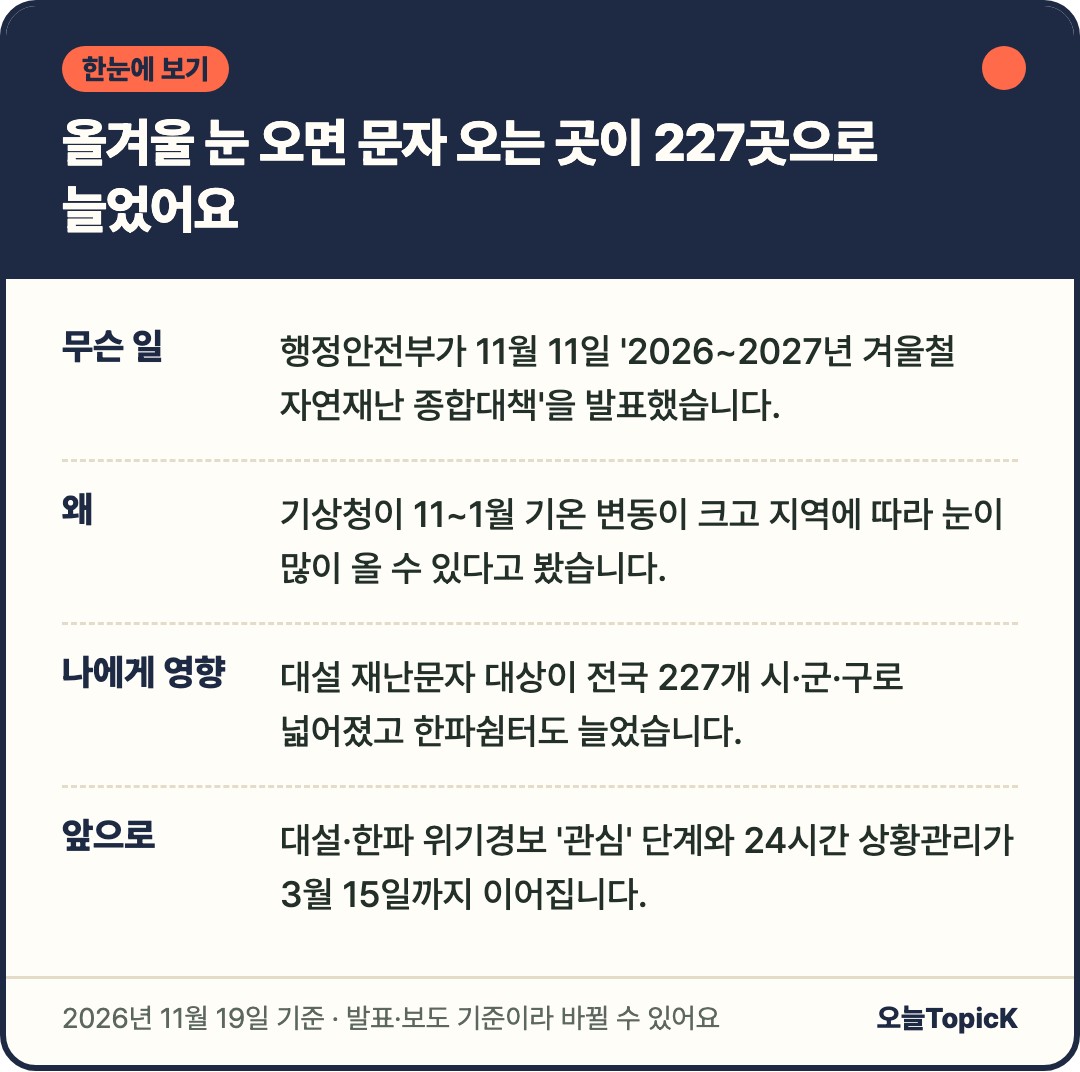 한눈에 보기
올겨울 눈 오면 문자 오는 곳이 227곳으로
늘었어요
무슨 일
행정안전부가 11월 11일 '2026~2027년 겨울철
자연재난 종합대책'을 발표했습니다.
왜
기상청이 11~1월 기온 변동이 크고 지역에 따라 눈이
많이 올 수 있다고 봤습니다.
나에게 영향
대설 재난문자 대상이 전국 227개 시·군·구로
넓어졌고 한파쉼터도 늘었습니다.
앞으로
대설·한파 위기경보 '관심' 단계와 24시간 상황관리가
3월 15일까지 이어집니다.
2026년 11월 19일 기준 · 발표·보도 기준이라 바뀔 수 있어요
오늘TopicK